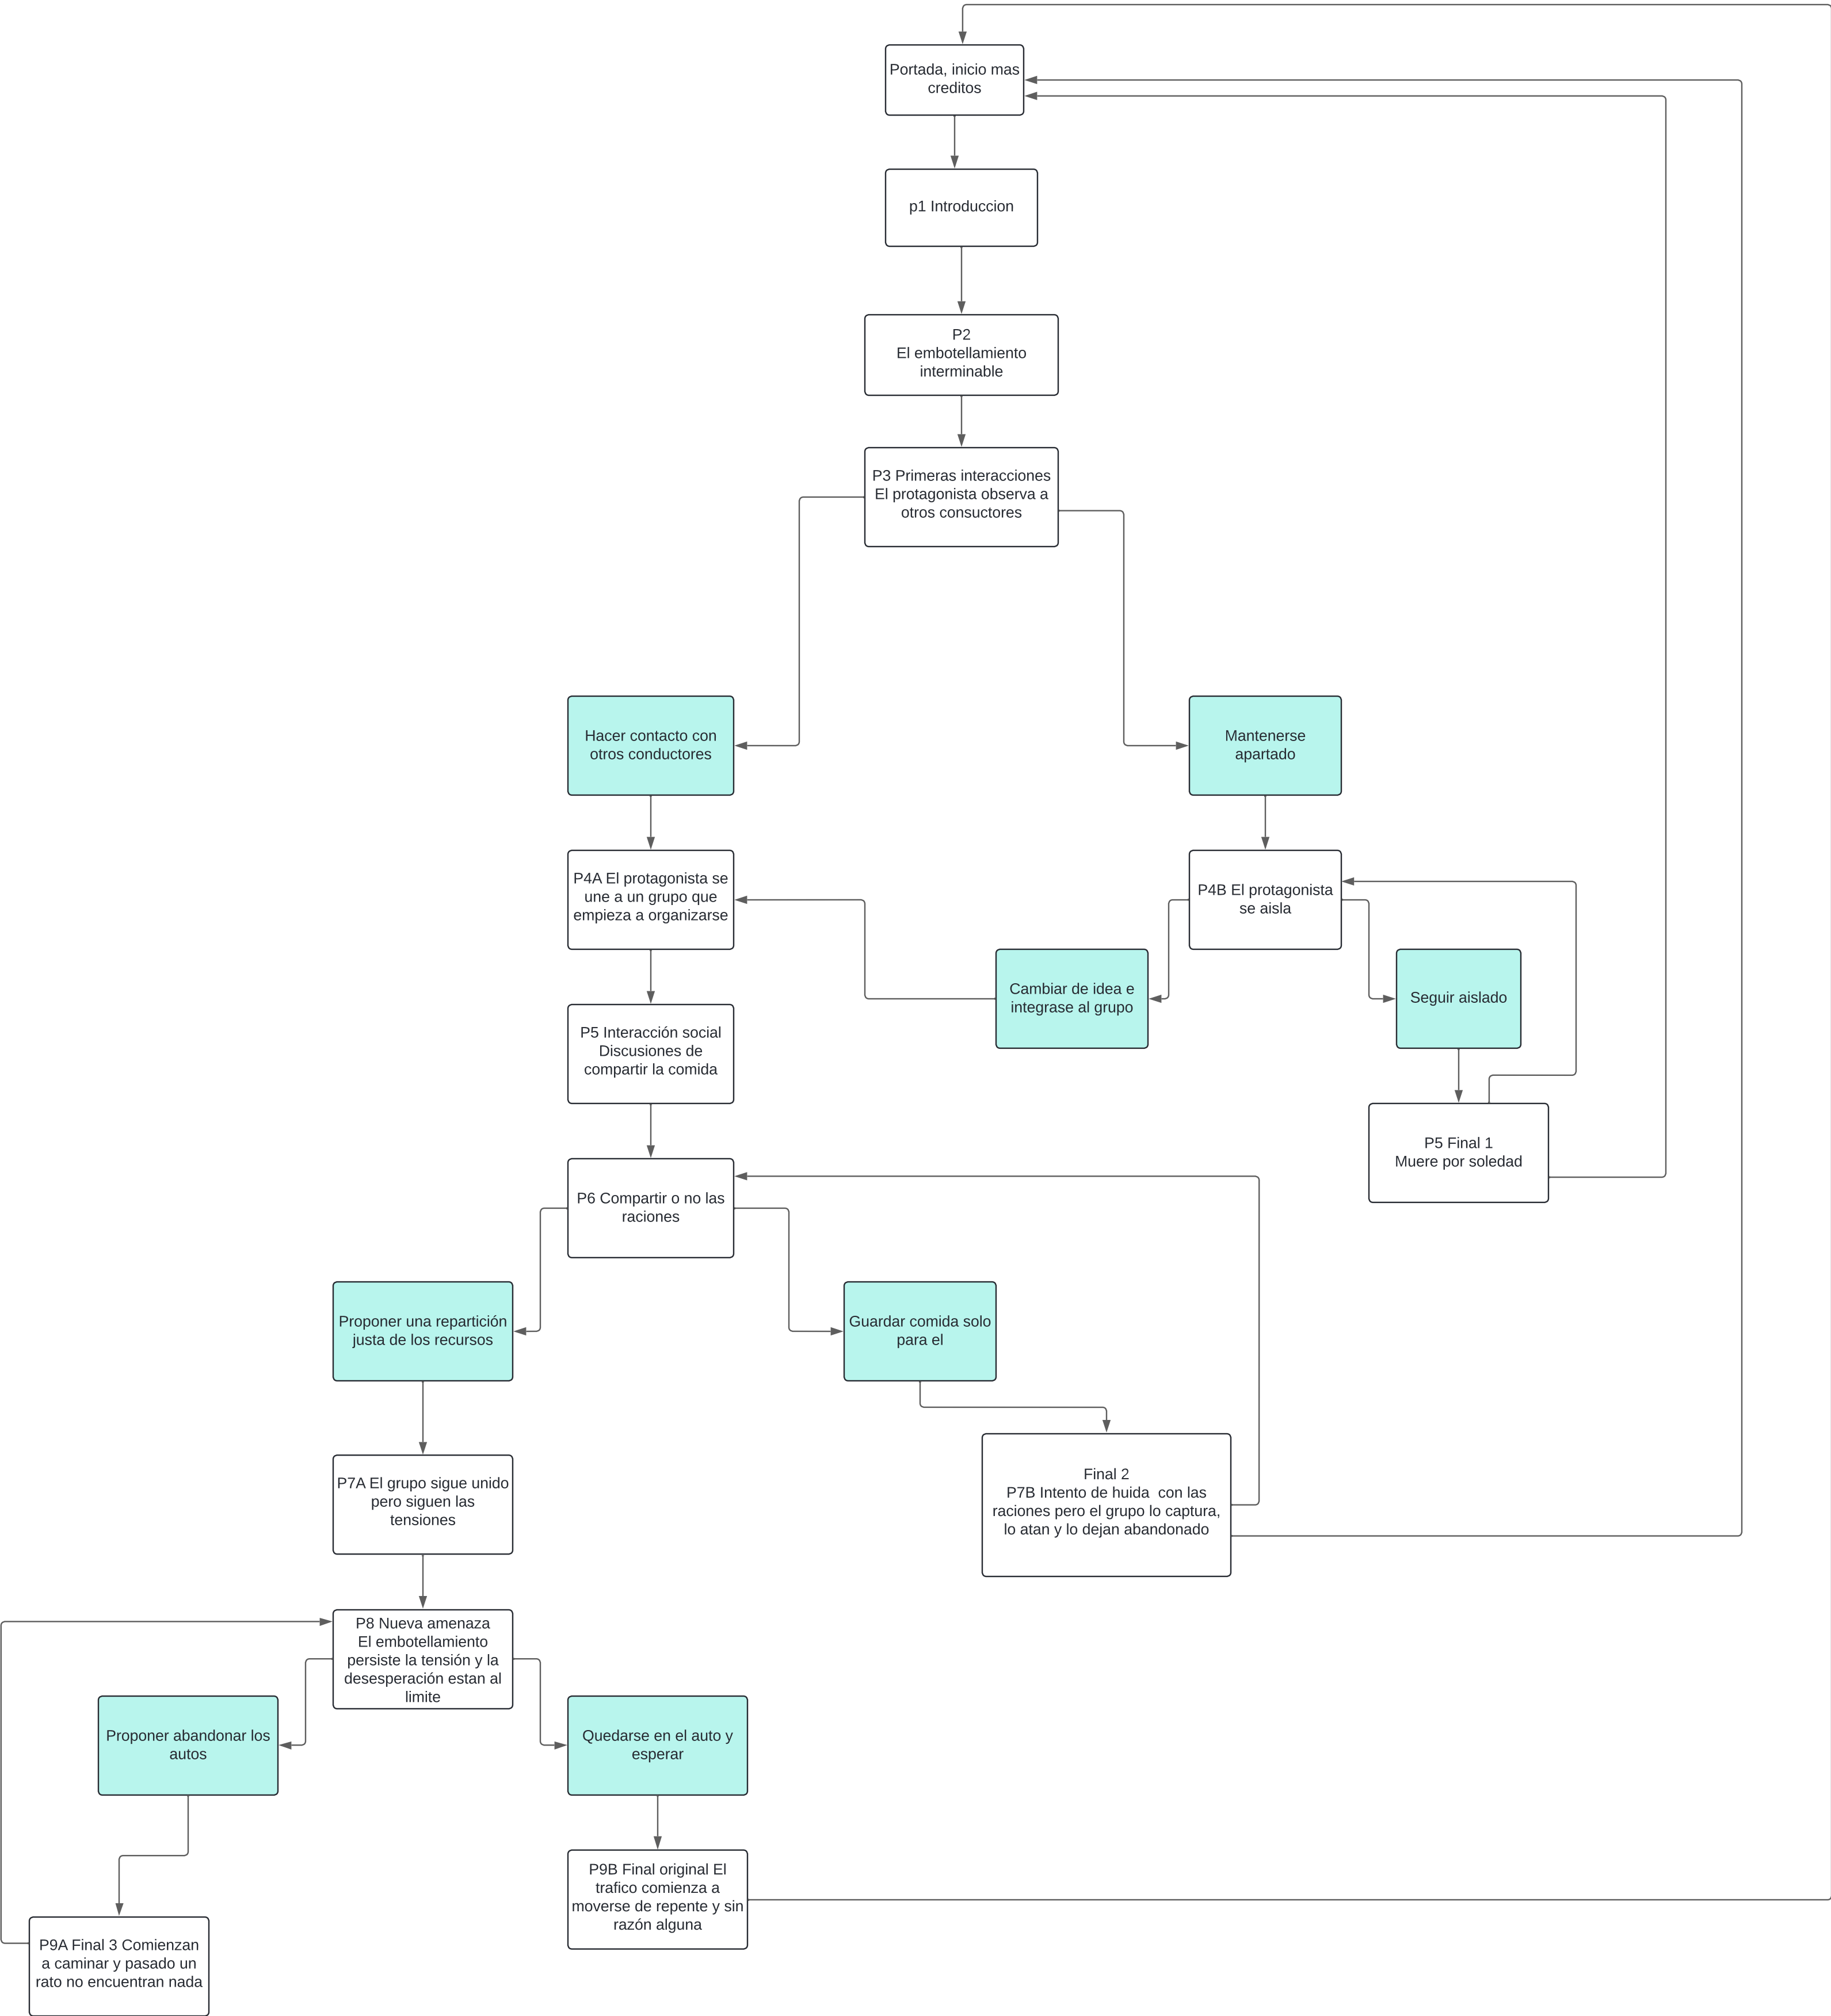 Portada, inicio mas
creditos
p1 Introduccion
P2
El embotellamiento
interminable
P3 Primeras interacciones
El protagonista observa a
otros consuctores
Hacer contacto con
otros conductores
Mantenerse
apartado
P4A El protagonista se
une a un grupo que
empieza a organizarse
P4B El protagonista
se aisla
Cambiar de idea e
integrase al grupo
Seguir aislado
P5 Interacción social
Discusiones de
compartir la comida
P5 Final 1
Muere por soledad
P6 Compartir o no las
raciones
Proponer una repartición
justa de los recursos
Guardar comida solo
para el
P7A El grupo sigue unido
pero siguen las
tensiones
Final 2
P7B Intento de huida  con las
raciones pero el grupo lo captura,
lo atan y lo dejan abandonado
P8 Nueva amenaza
El embotellamiento
persiste la tensión y la
desesperación estan al
limite
Proponer abandonar los
autos
Quedarse en el auto y
esperar
P9B Final original El
trafico comienza a
moverse de repente y sin
razón alguna
P9A Final 3 Comienzan
a caminar y pasado un
rato no encuentran nada